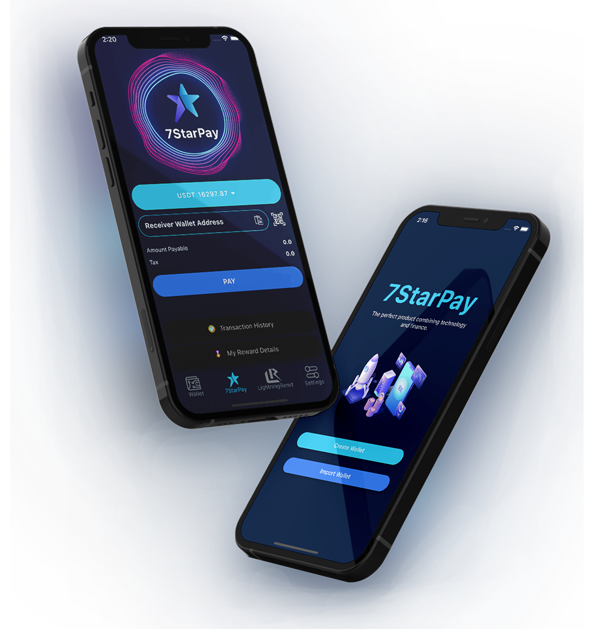 2:20
7StarPay
USDT 16297.87
Receiver Wallet Address
Amount Payable 0.0
Tax 0.0
PAY
Transaction History
My Reward Details
Wallet 7StarPay Settings
2:16
7StarPay
The perfect product combining technology
and finance.
Create Wallet
Import Wallet